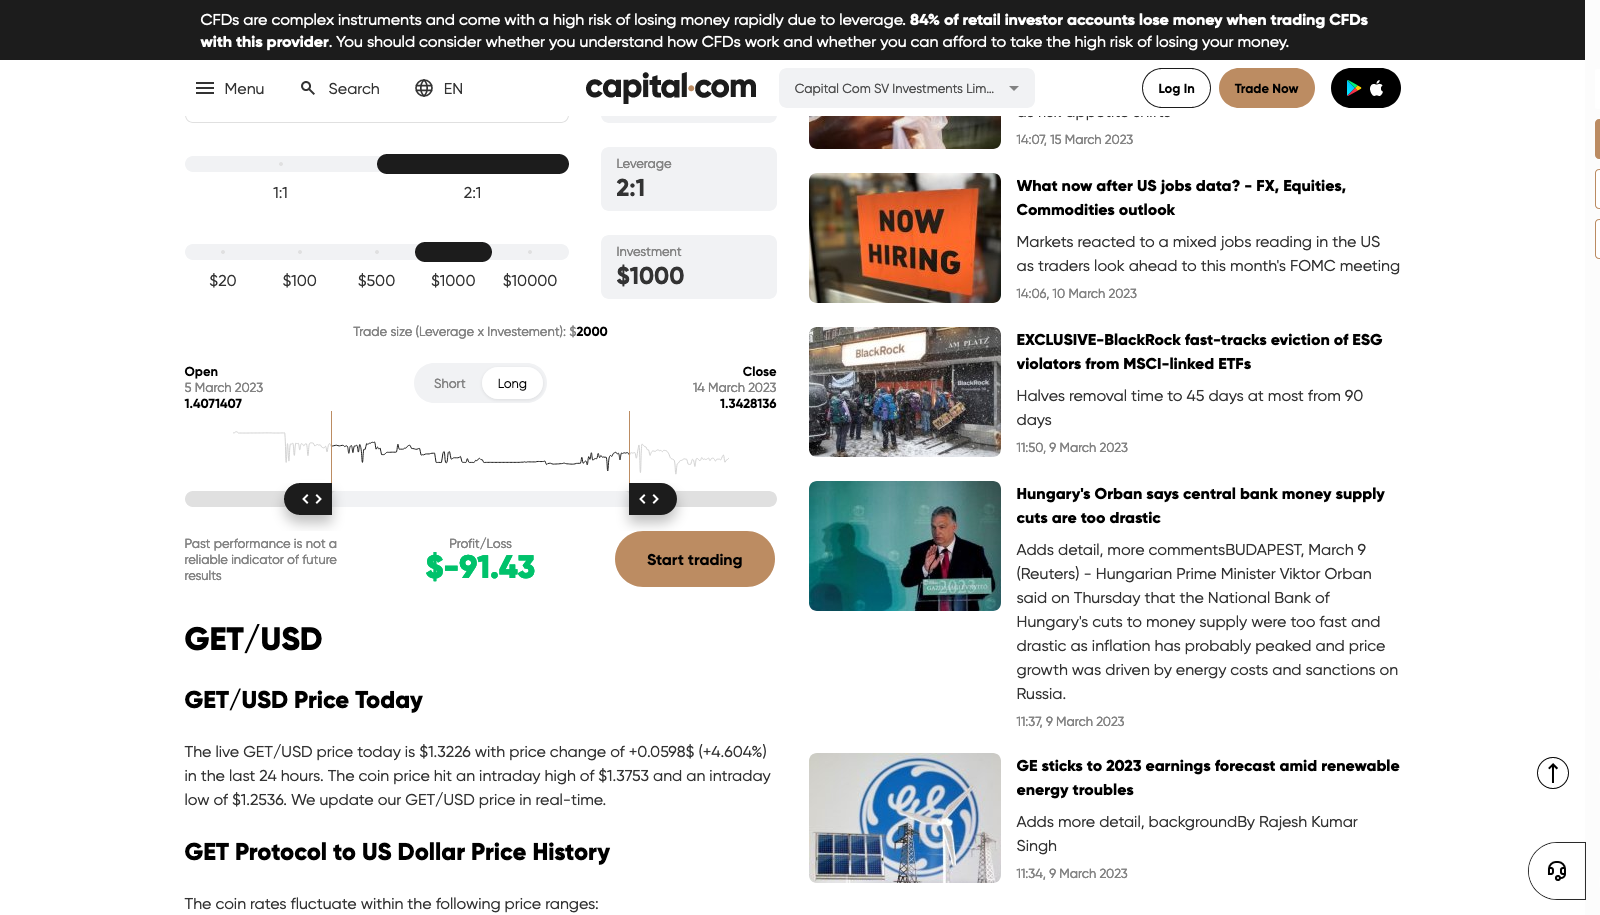 CFDs are complex instruments and come with a high risk of losing money rapidly due to leverage. 84% of retail investor accounts lose money when trading CFDs
with this provider. You should consider whether you understand how CFDs work and whether you can afford to take the high risk of losing your money.
Menu
Search
EN
capital.com
Capital Com SV Investments Lim...
Log In
Trade Now
1:1
2:1
Leverage
2:1
$20
$100
$500
$1000
$10000
Investment
$1000
Trade size (Leverage x Investement): $2000
Open
5 March 2023
1.4071407
Short
Long
Close
14 March 2023
1.3428136
Past performance is not a
reliable indicator of future
results
Profit/Loss
$-91.43
Start trading
GET/USD
GET/USD Price Today
The live GET/USD price today is $1.3226 with price change of +0.0598$ (+4.604%)
in the last 24 hours. The coin price hit an intraday high of $1.3753 and an intraday
low of $1.2536. We update our GET/USD price in real-time.
GET Protocol to US Dollar Price History
The coin rates fluctuate within the following price ranges:
as risk appetite shifts
14:07, 15 March 2023
NOW
HIRING
What now after US jobs data? - FX, Equities,
Commodities outlook
Markets reacted to a mixed jobs reading in the US
as traders look ahead to this month's FOMC meeting
14:06, 10 March 2023
AM PLATZ
BlackRock
BlackRock
EXCLUSIVE-BlackRock fast-tracks eviction of ESG
violators from MSCI-linked ETFs
Halves removal time to 45 days at most from 90
days
11:50, 9 March 2023
Hungary's Orban says central bank money supply
cuts are too drastic
Adds detail, more commentsBUDAPEST, March 9
(Reuters) - Hungarian Prime Minister Viktor Orban
said on Thursday that the National Bank of
Hungary's cuts to money supply were too fast and
drastic as inflation has probably peaked and price
growth was driven by energy costs and sanctions on
Russia.
11:37, 9 March 2023
GE sticks to 2023 earnings forecast amid renewable
energy troubles
Adds more detail, backgroundBy Rajesh Kumar
Singh
11:34, 9 March 2023